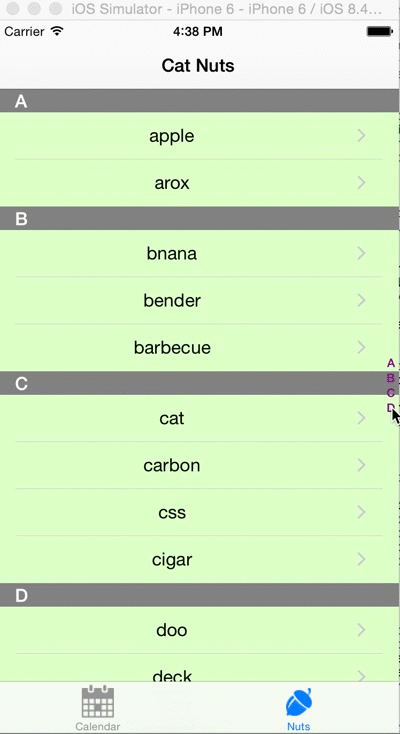 iOS Simulator - iPhone 6 - iPhone 6 / iOS 8.4...
Carrier 4:38 PM
Cat Nuts
A
apple
arox
B
bnana
bender
barbecue
C
cat
carbon
css
cigar
D
doo
deck
A
B
C
D
Calendar
Nuts